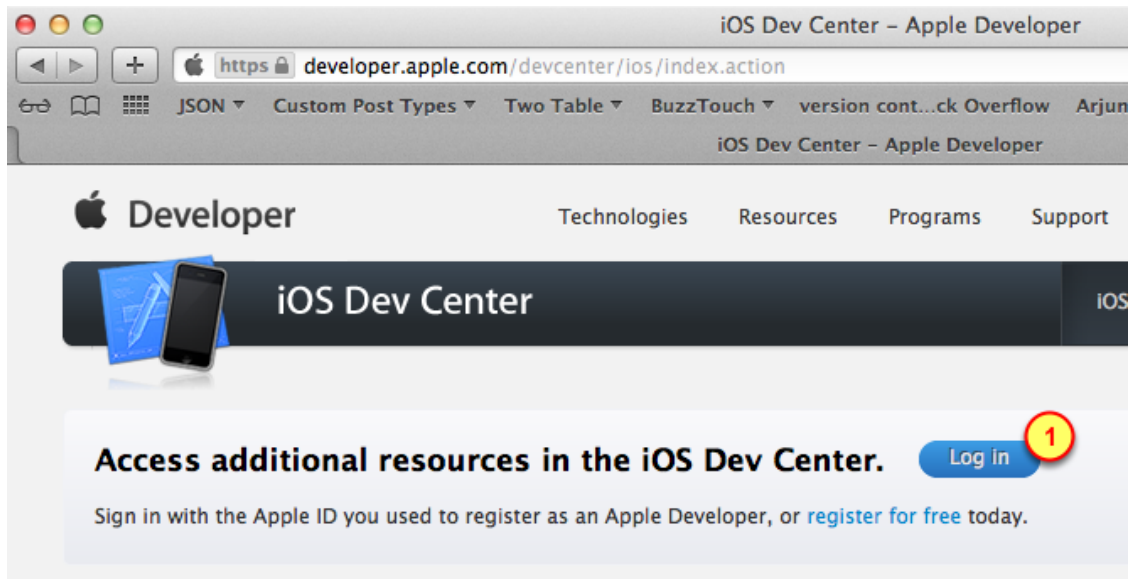 iOS Dev Center – Apple Developer
https developer.apple.com/devcenter/ios/index.action
JSON Custom Post Types Two Table BuzzTouch version cont...ck Overflow Arjun
iOS Dev Center – Apple Developer
Developer Technologies Resources Programs Support
iOS Dev Center iOS
1
Access additional resources in the iOS Dev Center. Log in
Sign in with the Apple ID you used to register as an Apple Developer, or register for free today.